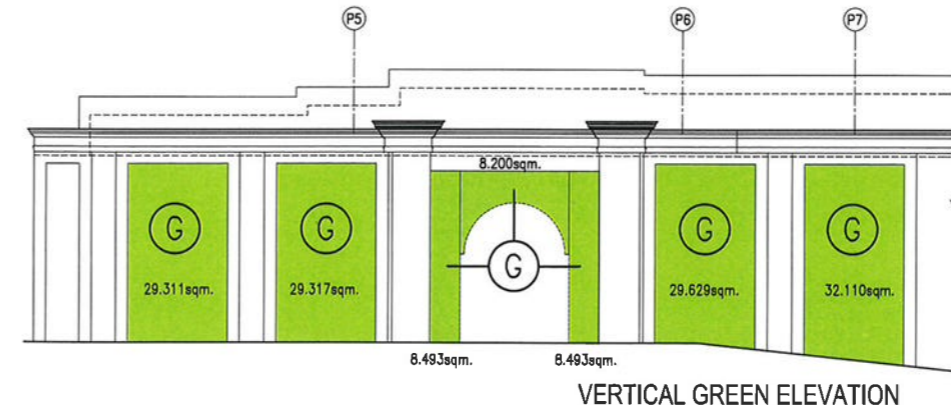 P5
P6
P7
8.200sqm.
G
G
G
G
G
29.311sqm.
29.317sqm.
29.629sqm.
32.110sqm.
8.493sqm.
8.493sqm.
VERTICAL GREEN ELEVATION